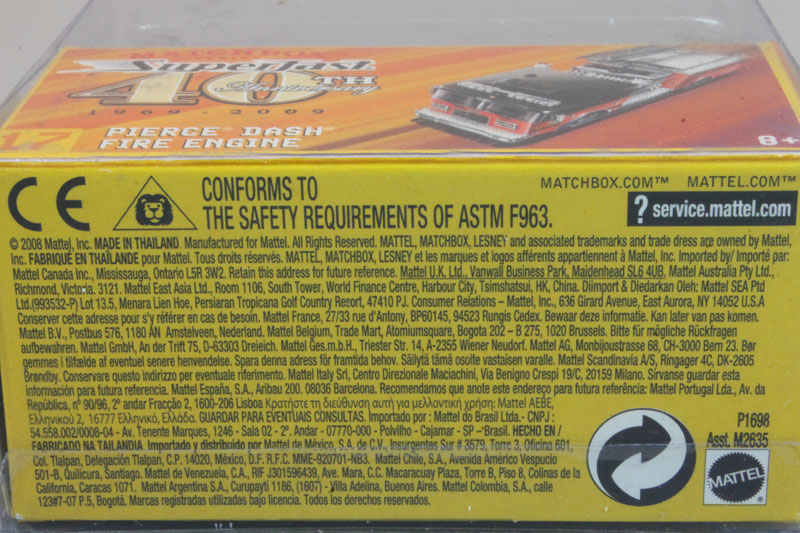 MATCHBOX
Superfast
40TH
Anniversary
1969-2009
17
PIERCE® DASH®
FIRE ENGINE
8+
CE
CONFORMS TO
THE SAFETY REQUIREMENTS OF ASTM F963.
MATCHBOX.COM™ MATTEL.COM™
? service.mattel.com
© 2008 Mattel, Inc. MADE IN THAILAND. Manufactured for Mattel. All Rights Reserved. MATTEL, MATCHBOX, LESNEY and associated trademarks and trade dress are owned by Mattel,
Inc. FABRIQUÉ EN THAÏLANDE pour Mattel. Tous droits réservés. MATTEL, MATCHBOX, LESNEY et les marques et logos afférents appartiennent à Mattel, Inc. Imported by/ Importé par:
Mattel Canada Inc., Mississauga, Ontario L5R 3W2. Retain this address for future reference. Mattel U.K. Ltd., Vanwall Business Park, Maidenhead SL6 4UB. Mattel Australia Pty Ltd.,
Richmond, Victoria. 3121. Mattel East Asia Ltd., Room 1106, South Tower, World Finance Centre, Harbour City, Tsimshatsui, HK, China. Diimport & Diedarkan Oleh: Mattel SEA Ptd
Ltd.(993532-P) Lot 13.5, Menara Lien Hoe, Persiaran Tropicana Golf Country Resort, 47410 PJ. Consumer Relations – Mattel, Inc., 636 Girard Avenue, East Aurora, NY 14052 U.S.A
Conserver cette adresse pour s'y référer en cas de besoin. Mattel France, 27/33 rue d'Antony, BP60145, 94523 Rungis Cedex. Bewaar deze informatie. Kan later van pas komen.
Mattel B.V., Postbus 576, 1180 AN Amstelveen, Nederland. Mattel Belgium, Trade Mart, Atomiumsquare, Bogota 202 – B 275, 1020 Brussels. Bitte für mögliche Rückfragen
aufbewahren. Mattel GmbH, An der Trift 75, D-63303 Dreieich. Mattel Ges.m.b.H., Triester Str. 14, A-2355 Wiener Neudorf. Mattel AG, Monbijoustrasse 68, CH-3000 Bern 23. Bør
gemmes i tilfælde af eventuel senere henvendelse. Spara denna adress för framtida behov. Säilytä tämä osoite vastaisen varalle. Mattel Scandinavia A/S, Ringager 4C, DK-2605
Brøndby. Conservare questo indirizzo per eventuale riferimento. Mattel Italy Srl, Centro Direzionale Maciachini, Via Benigno Crespi 19/C, 20159 Milano. Sírvanse guardar esta
información para futura referencia. Mattel España, S.A., Aribau 200. 08036 Barcelona. Recomendamos que anote este endereço para futura referência: Mattel Portugal Lda., Av. da
República, nº 90/96, 2º andar Fracção 2, 1600-206 Lisboa Κρατήστε τη διεύθυνση αυτή για μελλοντική χρήση: Mattel AEBE,
Ελληνικού 2, 16777 Ελληνικό, Ελλάδα. GUARDAR PARA EVENTUAIS CONSULTAS. Importado por : Mattel do Brasil Ltda.- CNPJ :
54.558.002/0008-04 - Av. Tenente Marques, 1246 - Sala 02 - 2º. Andar - 07770-000 - Polvilho - Cajamar - SP –Brasil. HECHO EN /
FABRICADO NA TAILANDIA. Importado y distribuido por Mattel de México, S.A. de C.V., Insurgentes Sur # 3579, Torre 3, Oficina 601,
Col. Tlalpan, Delegación Tlalpan, C.P. 14020, México, D.F. R.F.C. MME-920701-NB3. Mattel Chile, S.A., Avenida Américo Vespucio
501-B, Quilicura, Santiago. Mattel de Venezuela, C.A., RIF J301596439, Ave. Mara, C.C. Macaracuay Plaza, Torre B, Piso 8, Colinas de la
California, Caracas 1071. Mattel Argentina S.A., Curupaytí 1186, (1607) - Villa Adelina, Buenos Aires. Mattel Colombia, S.A., calle
123#7-07 P.5, Bogotá. Marcas registradas utilizadas bajo licencia. Todos los derechos reservados.
P1698
Asst. M2635
MATTEL